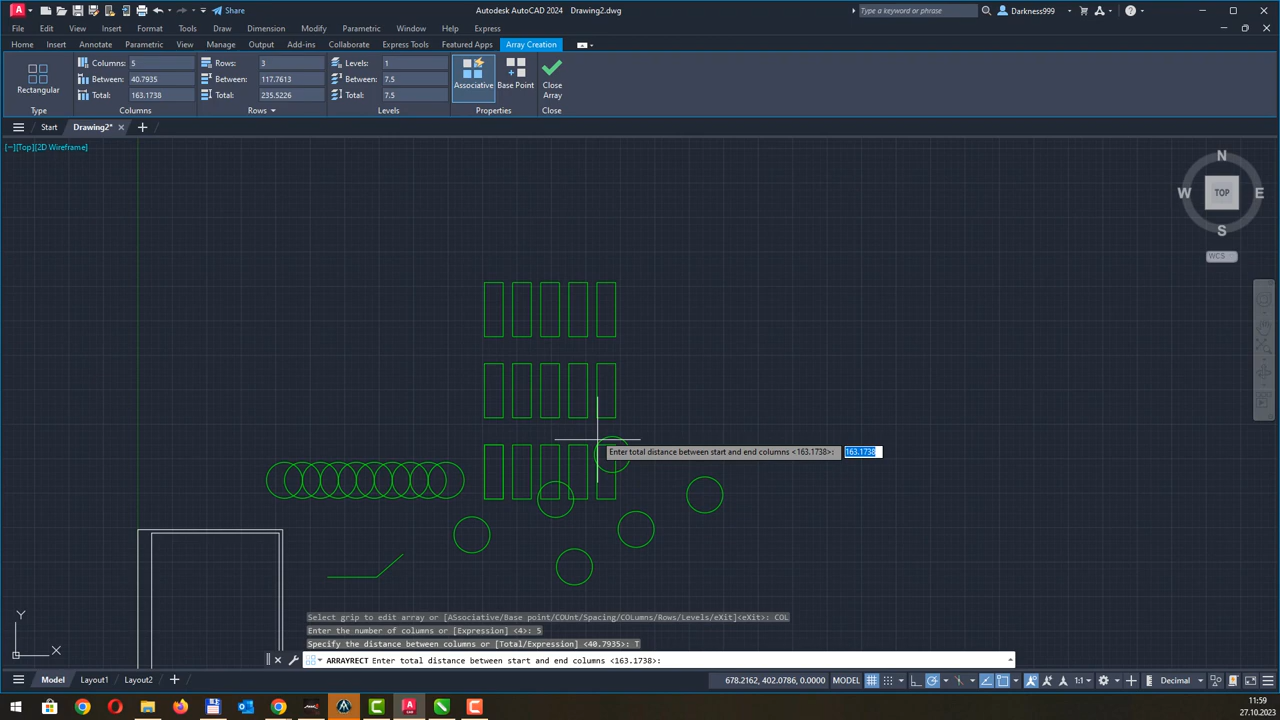 Autodesk AutoCAD 2024 Drawing2.dwg
Share
Type a keyword or phrase
Darkness999
File Edit View Insert Format Tools Draw Dimension Modify Parametric Window Help Express
Home Insert Annotate Parametric View Manage Output Add-ins Collaborate Express Tools Featured Apps Array Creation
Columns: 5 Rows: 3 Levels: 1
Between: 40.7935 Between: 117.7613 Between: 7.5
Total: 163.1738 Total: 235.5226 Total: 7.5
Rectangular Associative Base Point Close Array
Type Columns Rows Levels Properties Close
Start Drawing2*
[−][Top][2D Wireframe]
N
W TOP E
S
WCS
Enter total distance between start and end columns <163.1738>: 163.1738
Y
X
Select grip to edit array or [ASsociative/Base point/COUnt/Spacing/COLumns/Rows/Levels/eXit]<eXit>: COL
Enter the number of columns or [Expression] <4>: 5
Specify the distance between columns or [Total/Expression] <40.7935>: T
ARRAYRECT Enter total distance between start and end columns <163.1738>:
Model Layout1 Layout2
678.2162, 402.0786, 0.0000 MODEL 1:1 Decimal
11:59
27.10.2023